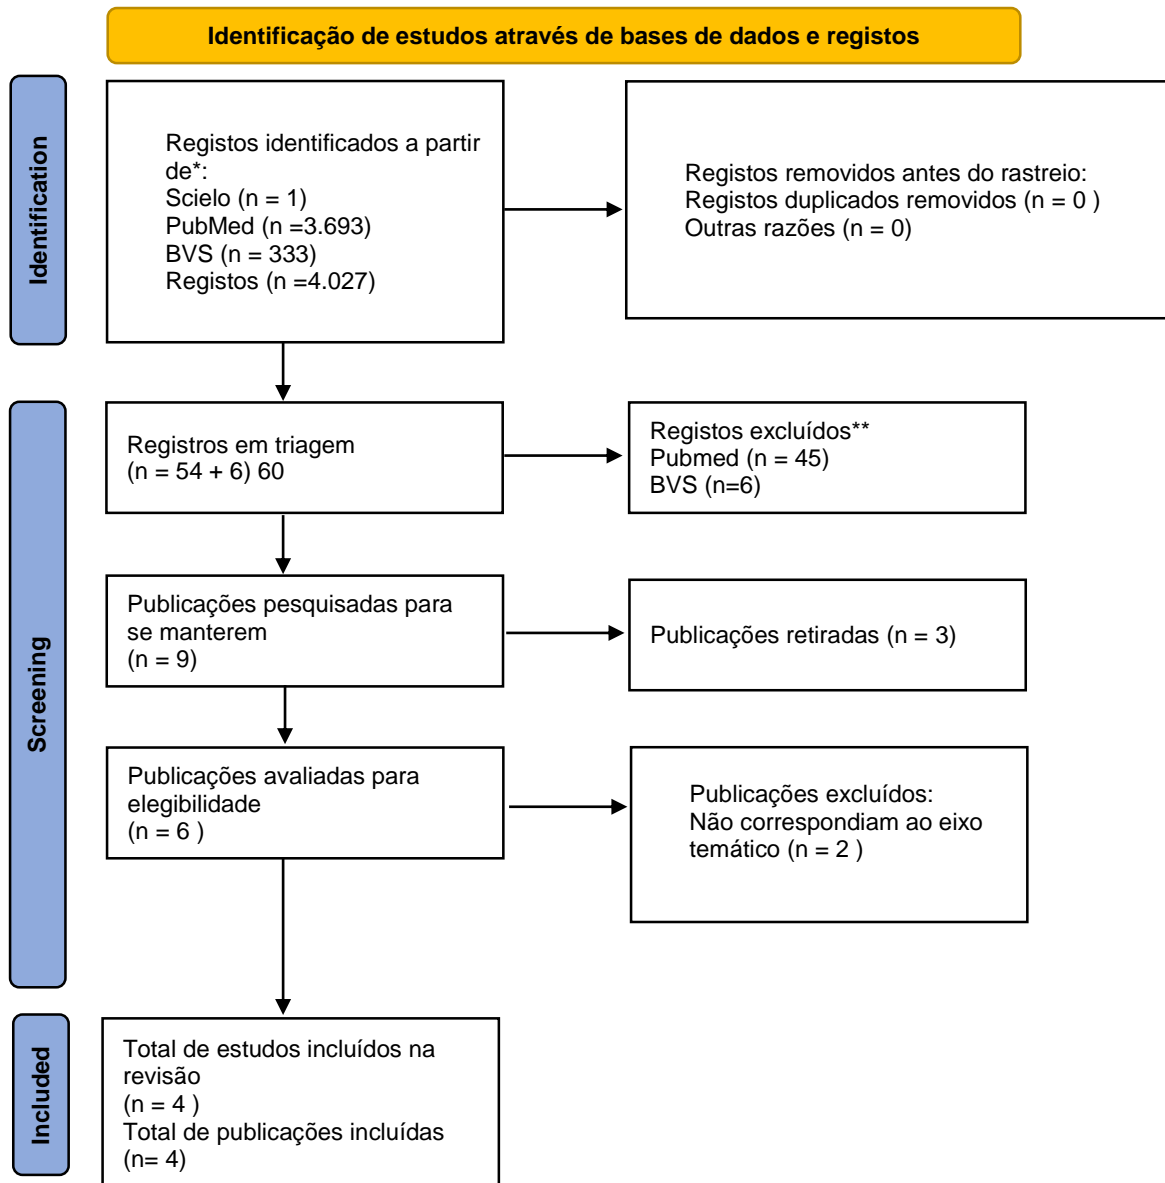 Identificação de estudos através de bases de dados e registos
Identification
Registos identificados a partir
de*:
Scielo (n = 1)
PubMed (n =3.693)
BVS (n = 333)
Registos (n =4.027)
Registos removidos antes do rastreio:
Registos duplicados removidos (n = 0 )
Outras razões (n = 0)
Screening
Registros em triagem
(n = 54 + 6) 60
Registos excluídos**
Pubmed (n = 45)
BVS (n=6)
Publicações pesquisadas para
se manterem
(n = 9)
Publicações retiradas (n = 3)
Publicações avaliadas para
elegibilidade
(n = 6 )
Publicações excluídos:
Não correspondiam ao eixo
temático (n = 2 )
Included
Total de estudos incluídos na
revisão
(n = 4 )
Total de publicações incluídas
(n= 4)